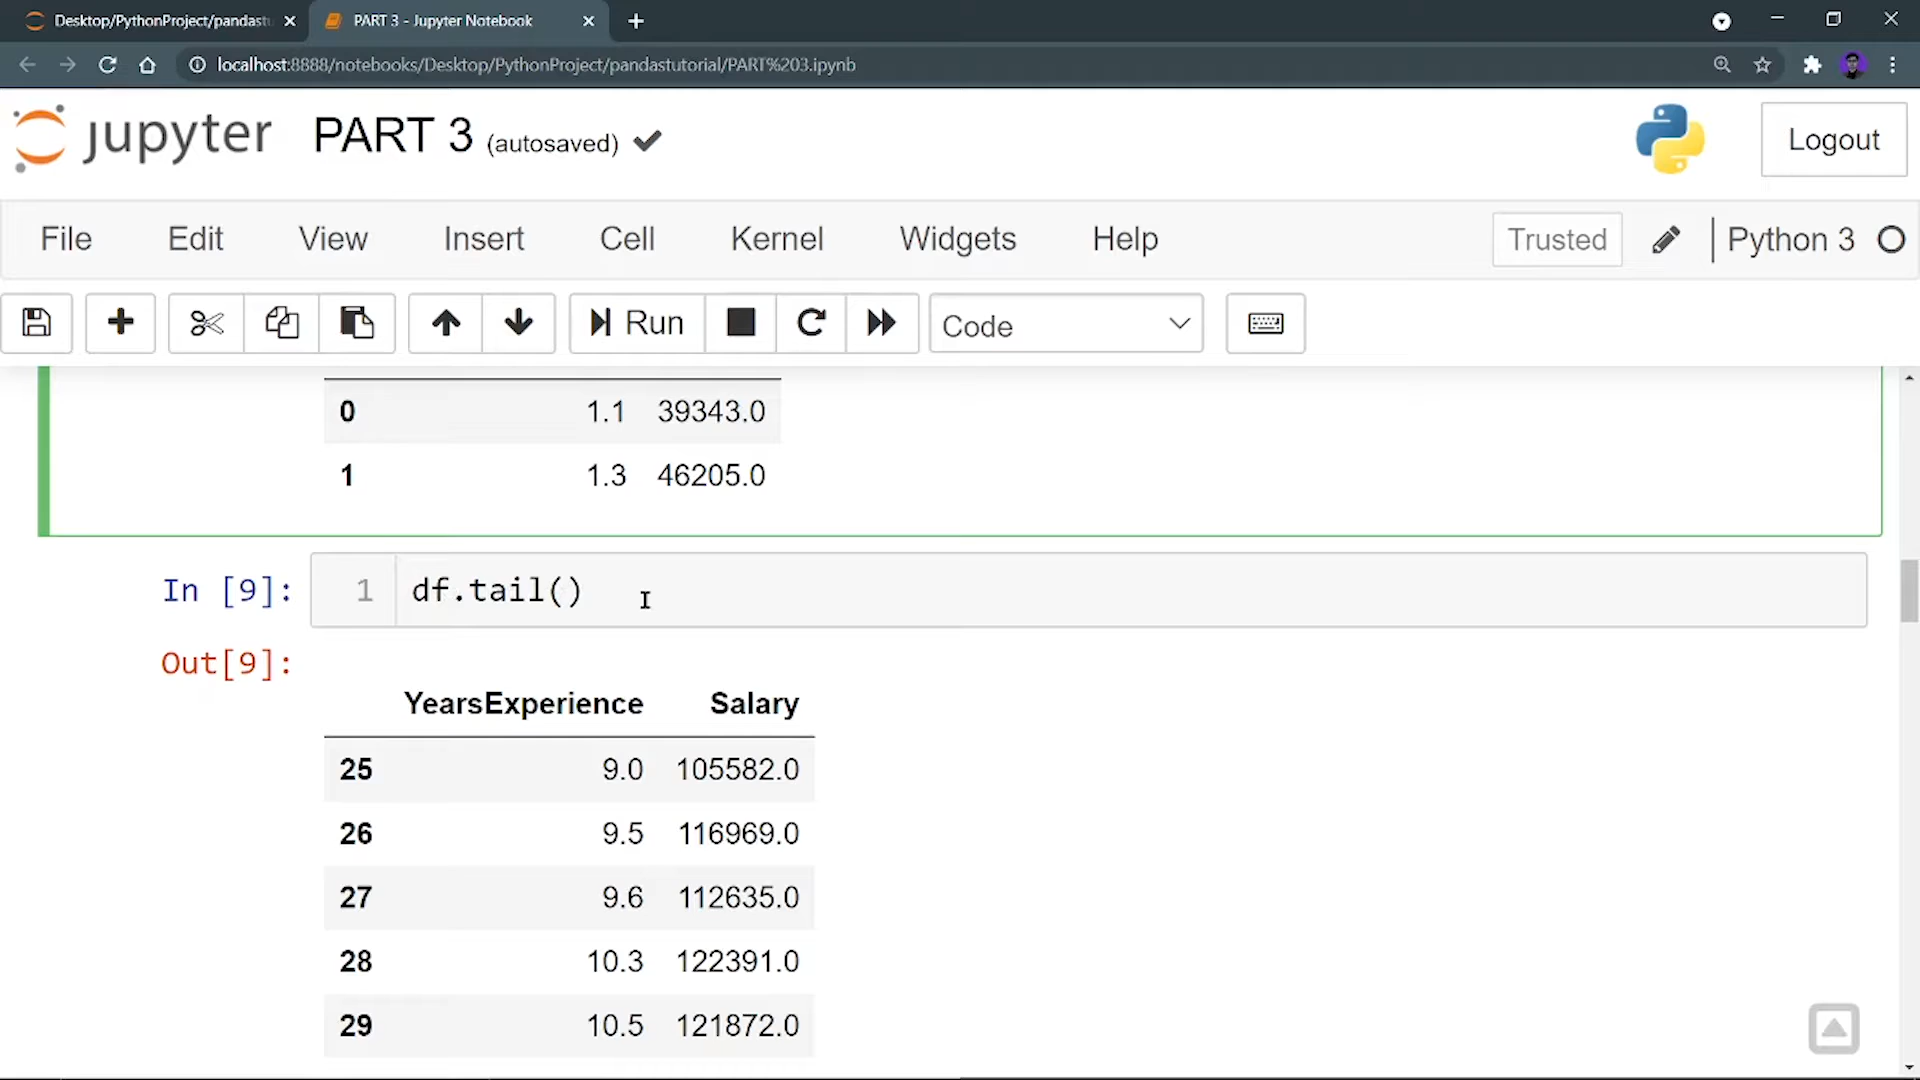 Desktop/PythonProject/pandastu
PART 3 - Jupyter Notebook
localhost:8888/notebooks/Desktop/PythonProject/pandastutorial/PART%203.ipynb
jupyter PART 3 (autosaved)
Logout
File Edit View Insert Cell Kernel Widgets Help Trusted Python 3
Run Code
0 1.1 39343.0
1 1.3 46205.0
In [9]: 1 df.tail()
Out[9]:
YearsExperience Salary
25 9.0 105582.0
26 9.5 116969.0
27 9.6 112635.0
28 10.3 122391.0
29 10.5 121872.0